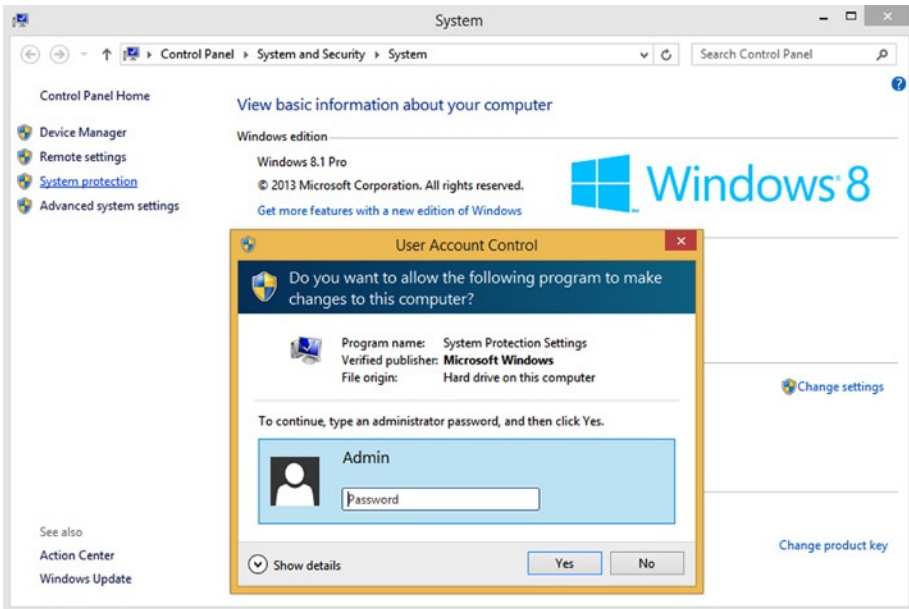 System
Control Panel ▸ System and Security ▸ System
Search Control Panel
Control Panel Home
Device Manager
Remote settings
System protection
Advanced system settings
View basic information about your computer
Windows edition
Windows 8.1 Pro
© 2013 Microsoft Corporation. All rights reserved.
Get more features with a new edition of Windows
Windows 8
User Account Control
Do you want to allow the following program to make
changes to this computer?
Program name: System Protection Settings
Verified publisher: Microsoft Windows
File origin: Hard drive on this computer
Change settings
To continue, type an administrator password, and then click Yes.
Admin
Password
Show details
Yes
No
See also
Action Center
Windows Update
Change product key